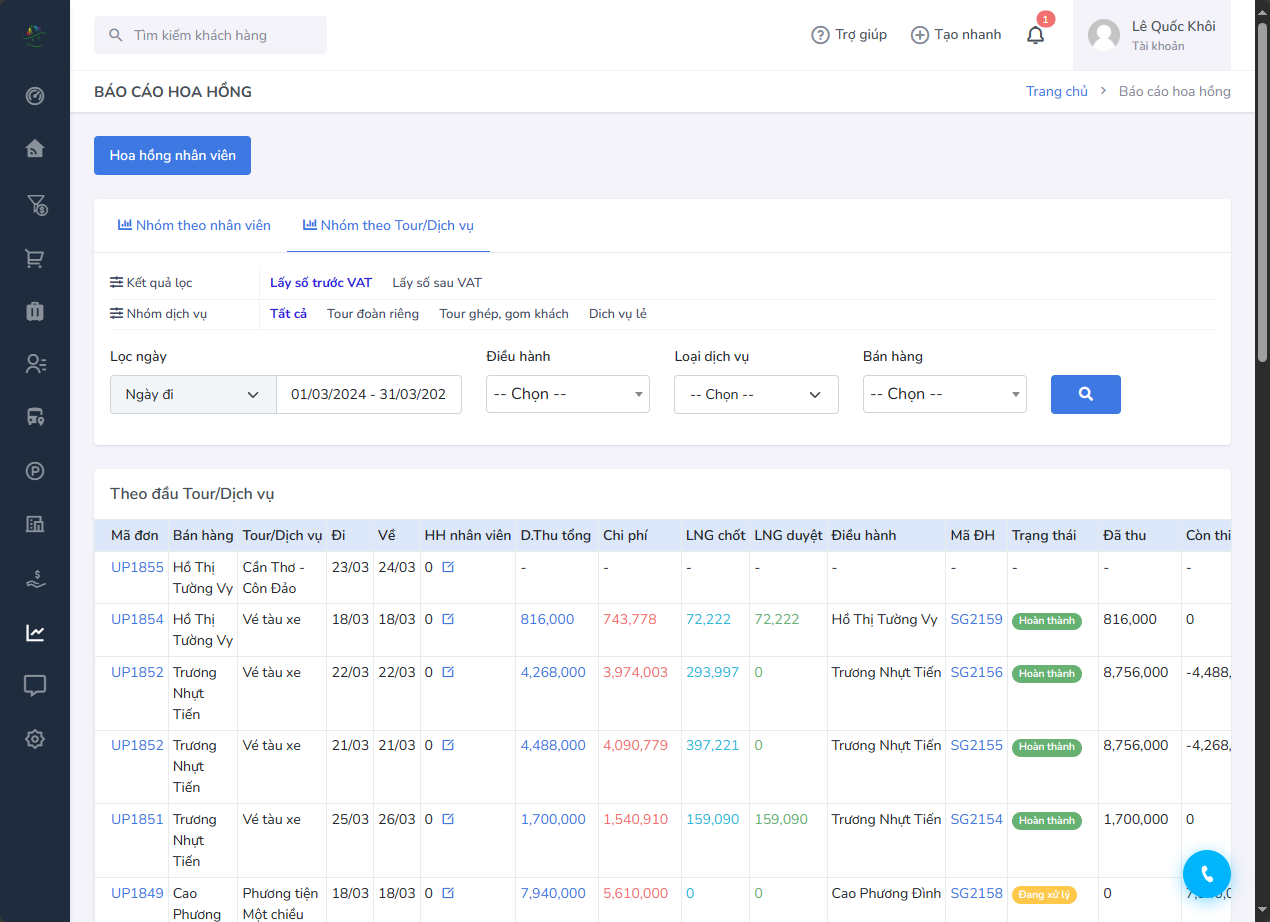 Tìm kiếm khách hàng
Trợ giúp
Tạo nhanh
1
Lê Quốc Khôi
Tài khoản
BÁO CÁO HOA HỒNG
Trang chủ > Báo cáo hoa hồng
Hoa hồng nhân viên
Nhóm theo nhân viên
Nhóm theo Tour/Dịch vụ
Kết quả lọc Lấy số trước VAT Lấy số sau VAT
Nhóm dịch vụ Tất cả Tour đoàn riêng Tour ghép, gom khách Dich vụ lẻ
Lọc ngày Điều hành Loại dịch vụ Bán hàng
Ngày đi 01/03/2024 - 31/03/202 -- Chọn -- -- Chọn -- -- Chọn --
Theo đầu Tour/Dịch vụ
Mã đơn Bán hàng Tour/Dịch vụ Đi Về HH nhân viên D.Thu tổng Chi phí LNG chốt LNG duyệt Điều hành Mã ĐH Trạng thái Đã thu Còn thi
UP1855 Hồ Thị Cần Thơ - 23/03 24/03 0 - - - - - - - - -
Tường Vy Côn Đảo
UP1854 Hồ Thị Vé tàu xe 18/03 18/03 0 816,000 743,778 72,222 72,222 Hồ Thị Tường Vy SG2159 Hoàn thành 816,000 0
Tường Vy
UP1852 Trương Vé tàu xe 22/03 22/03 0 4,268,000 3,974,003 293,997 0 Trương Nhựt Tiến SG2156 Hoàn thành 8,756,000 -4,488,
Nhựt
Tiến
UP1852 Trương Vé tàu xe 21/03 21/03 0 4,488,000 4,090,779 397,221 0 Trương Nhựt Tiến SG2155 Hoàn thành 8,756,000 -4,268,
Nhựt
Tiến
UP1851 Trương Vé tàu xe 25/03 26/03 0 1,700,000 1,540,910 159,090 159,090 Trương Nhựt Tiến SG2154 Hoàn thành 1,700,000 0
Nhựt
Tiến
UP1849 Cao Phương tiện 18/03 18/03 0 7,940,000 5,610,000 0 0 Cao Phương Đình SG2158 Đang xử lý 0
Phương Một chiều